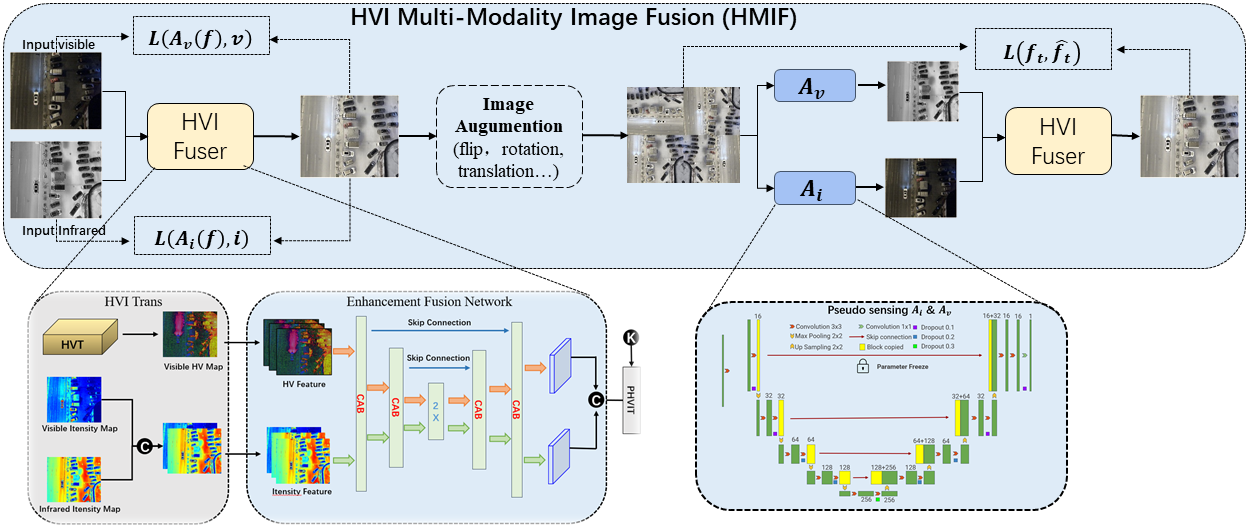 HVI Multi-Modality Image Fusion (HMIF)
Input visible
L(A_v(f), v)
HVI
Fuser
Input Infrared
L(A_i(f), i)
Image
Augumention
(flip, rotation,
translation…)
A_v
A_i
L(f_t, \hat{f_t})
HVI
Fuser
HVI Trans
HVT
Visible HV Map
Visible Itensity Map
C
Infrared Itensity Map
Enhancement Fusion Network
Skip Connection
Skip Connection
HV Feature
CAB
CAB
2 X
CAB
CAB
Itensity Feature
C
K
PHVIT
Pseudo sensing A_i & A_v
Convolution 3x3
Convolution 1x1
Dropout 0.1
Max Pooling 2x2
Skip connection
Dropout 0.2
Up Sampling 2x2
Block copied
Dropout 0.3
Parameter Freeze
16
16+32 16 16 1
32 32
32+64 32
64 64
64+128 64
128 128
128+256 128
256 256